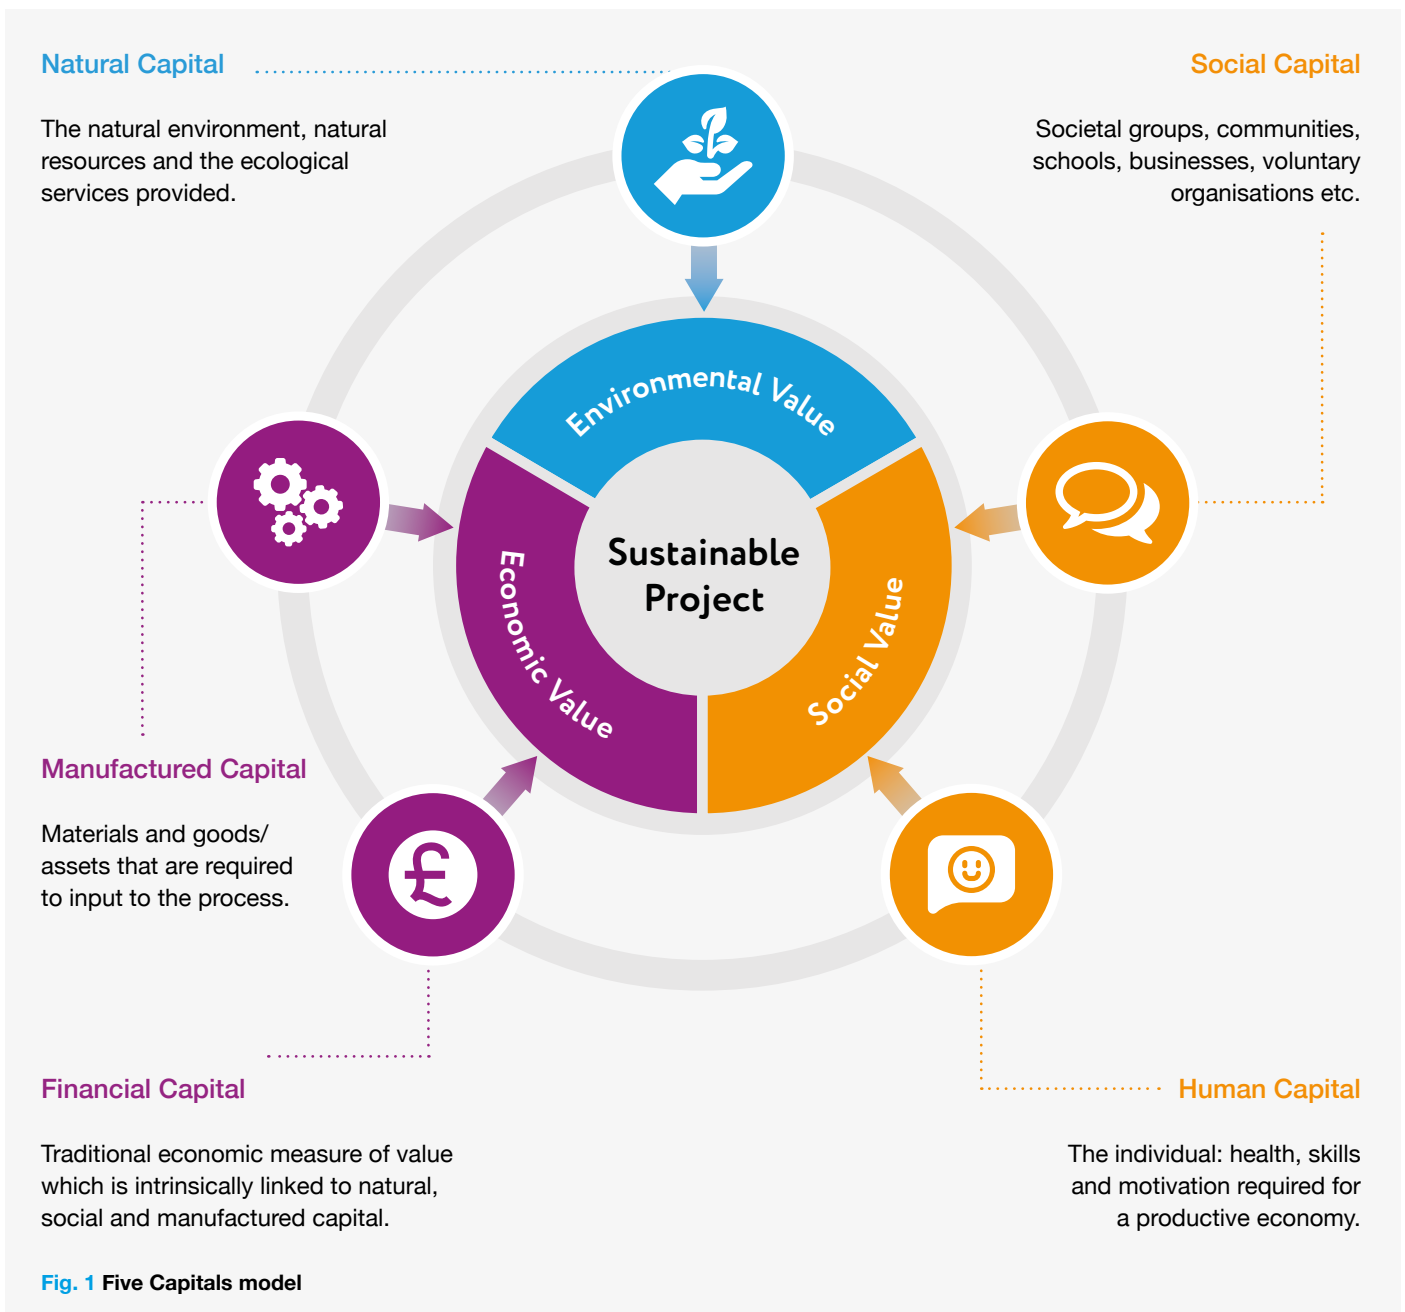 Natural Capital
The natural environment, natural
resources and the ecological
services provided.
Social Capital
Societal groups, communities,
schools, businesses, voluntary
organisations etc.
Environmental Value
Economic Value
Social Value
Sustainable
Project
Manufactured Capital
Materials and goods/
assets that are required
to input to the process.
£
Financial Capital
Traditional economic measure of value
which is intrinsically linked to natural,
social and manufactured capital.
Human Capital
The individual: health, skills
and motivation required for
a productive economy.
Fig. 1 Five Capitals model